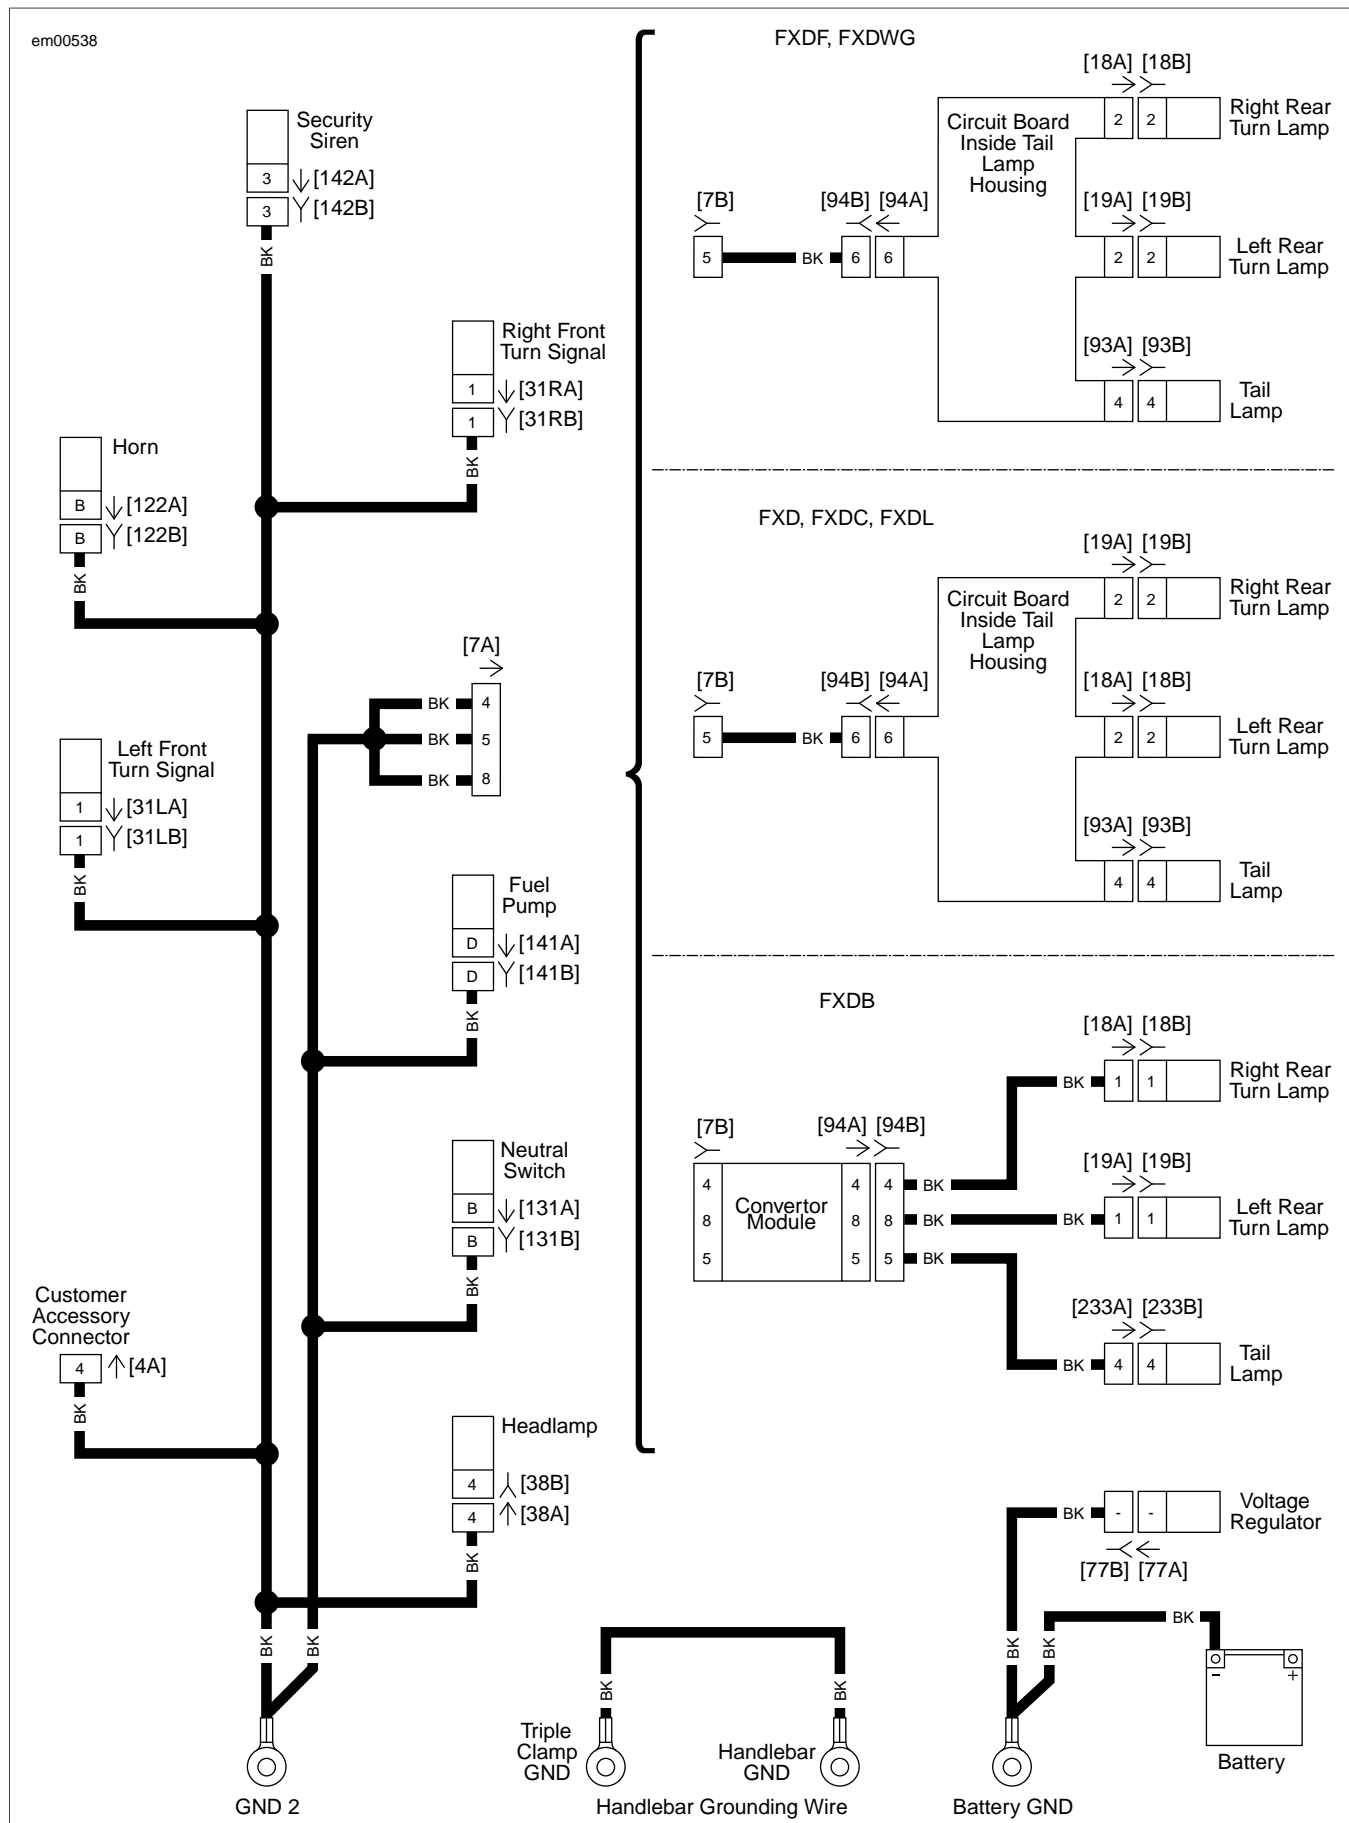 em00538
FXDF, FXDWG
[18A] [18B]
Right Rear
Turn Lamp
2 2
Circuit Board
Inside Tail
Lamp
Housing
[19A] [19B]
Left Rear
Turn Lamp
2 2
[7B]
5
BK
[94B] [94A]
6 6
[93A] [93B]
Tail
Lamp
4 4
FXD, FXDC, FXDL
[19A] [19B]
Right Rear
Turn Lamp
2 2
Circuit Board
Inside Tail
Lamp
Housing
[18A] [18B]
Left Rear
Turn Lamp
2 2
[7B]
5
BK
[94B] [94A]
6 6
[93A] [93B]
Tail
Lamp
4 4
FXDB
[18A] [18B]
Right Rear
Turn Lamp
BK 1 1
[7B]
[94A] [94B]
4 4 4 BK
8 8 8 BK
5 5 5 BK
Convertor
Module
[19A] [19B]
Left Rear
Turn Lamp
BK 1 1
[233A] [233B]
Tail
Lamp
BK 4 4
Security
Siren
3 [142A]
3 [142B]
BK
Right Front
Turn Signal
1 [31RA]
1 [31RB]
BK
Horn
B [122A]
B [122B]
BK
[7A]
BK 4
BK 5
BK 8
Left Front
Turn Signal
1 [31LA]
1 [31LB]
BK
Fuel
Pump
D [141A]
D [141B]
BK
Neutral
Switch
B [131A]
B [131B]
BK
Customer
Accessory
Connector
4 [4A]
BK
Headlamp
4 [38B]
4 [38A]
BK
BK BK
GND 2
BK BK
Triple
Clamp
GND
Handlebar
GND
Handlebar Grounding Wire
Voltage
Regulator
BK - -
[77B] [77A]
BK
BK BK
- +
Battery
Battery GND